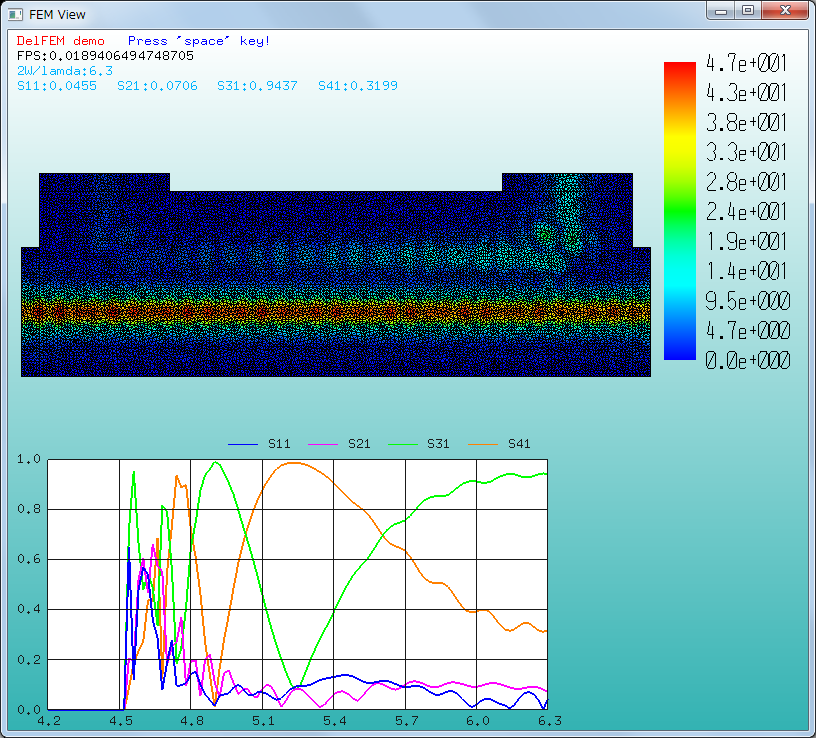 FEM View
DelFEM demo   Press "space" key!
FPS:0.0189406494748705
2W/lamda:6.3
S11:0.0455   S21:0.0706   S31:0.9437   S41:0.3199
4.7e+001
4.3e+001
3.8e+001
3.3e+001
2.8e+001
2.4e+001
1.9e+001
1.4e+001
9.5e+000
4.7e+000
0.0e+000
S11   S21   S31   S41
1.0
0.8
0.6
0.4
0.2
0.0
4.2   4.5   4.8   5.1   5.4   5.7   6.0   6.3